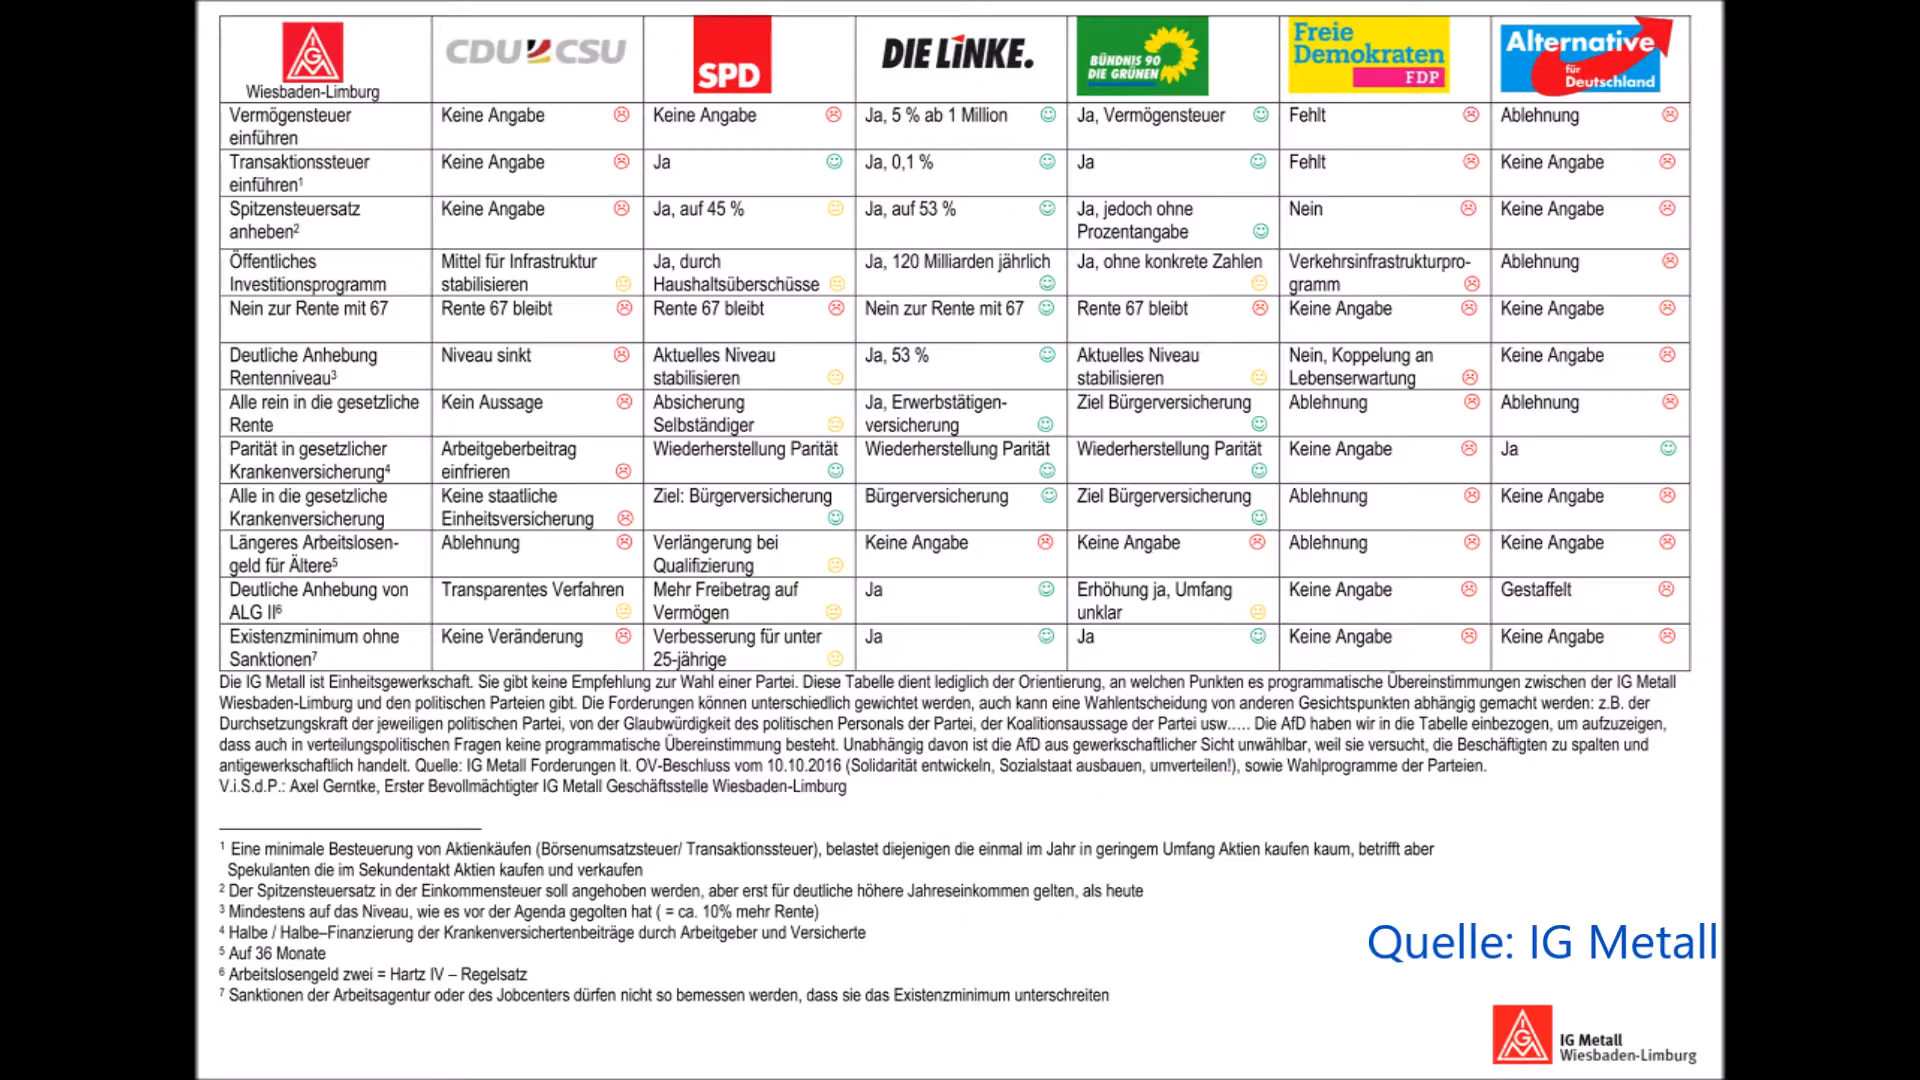 IGM
Wiesbaden-Limburg
CDU CSU
SPD
DIE LINKE.
BÜNDNIS 90
DIE GRÜNEN
Freie
Demokraten
FDP
Alternative
für
Deutschland
Vermögensteuer
einführen
Keine Angabe
Keine Angabe
Ja, 5 % ab 1 Million
Ja, Vermögensteuer
Fehlt
Ablehnung
Transaktionssteuer
einführen¹
Keine Angabe
Ja
Ja, 0,1 %
Ja
Fehlt
Keine Angabe
Spitzensteuersatz
anheben²
Keine Angabe
Ja, auf 45 %
Ja, auf 53 %
Ja, jedoch ohne
Prozentangabe
Nein
Keine Angabe
Öffentliches
Investitionsprogramm
Mittel für Infrastruktur
stabilisieren
Ja, durch
Haushaltsüberschüsse
Ja, 120 Milliarden jährlich
Ja, ohne konkrete Zahlen
Verkehrsinfrastrukturpro-
gramm
Ablehnung
Nein zur Rente mit 67
Rente 67 bleibt
Rente 67 bleibt
Nein zur Rente mit 67
Rente 67 bleibt
Keine Angabe
Keine Angabe
Deutliche Anhebung
Rentenniveau³
Niveau sinkt
Aktuelles Niveau
stabilisieren
Ja, 53 %
Aktuelles Niveau
stabilisieren
Nein, Koppelung an
Lebenserwartung
Keine Angabe
Alle rein in die gesetzliche
Rente
Kein Aussage
Absicherung
Selbständiger
Ja, Erwerbstätigen-
versicherung
Ziel Bürgerversicherung
Ablehnung
Ablehnung
Parität in gesetzlicher
Krankenversicherung⁴
Arbeitgeberbeitrag
einfrieren
Wiederherstellung Parität
Wiederherstellung Parität
Wiederherstellung Parität
Keine Angabe
Ja
Alle in die gesetzliche
Krankenversicherung
Keine staatliche
Einheitsversicherung
Ziel: Bürgerversicherung
Bürgerversicherung
Ziel Bürgerversicherung
Ablehnung
Keine Angabe
Längeres Arbeitslosen-
geld für Ältere⁵
Ablehnung
Verlängerung bei
Qualifizierung
Keine Angabe
Keine Angabe
Ablehnung
Keine Angabe
Deutliche Anhebung von
ALG II⁶
Transparentes Verfahren
Mehr Freibetrag auf
Vermögen
Ja
Erhöhung ja, Umfang
unklar
Keine Angabe
Gestaffelt
Existenzminimum ohne
Sanktionen⁷
Keine Veränderung
Verbesserung für unter
25-jährige
Ja
Ja
Keine Angabe
Keine Angabe
Die IG Metall ist Einheitsgewerkschaft. Sie gibt keine Empfehlung zur Wahl einer Partei. Diese Tabelle dient lediglich der Orientierung, an welchen Punkten es programmatische Übereinstimmungen zwischen der IG Metall
Wiesbaden-Limburg und den politischen Parteien gibt. Die Forderungen können unterschiedlich gewichtet werden, auch kann eine Wahlentscheidung von anderen Gesichtspunkten abhängig gemacht werden: z.B. der
Durchsetzungskraft der jeweiligen politischen Partei, von der Glaubwürdigkeit des politischen Personals der Partei, der Koalitionsaussage der Partei usw.…. Die AfD haben wir in die Tabelle einbezogen, um aufzuzeigen,
dass auch in verteilungspolitischen Fragen keine programmatische Übereinstimmung besteht. Unabhängig davon ist die AfD aus gewerkschaftlicher Sicht unwählbar, weil sie versucht, die Beschäftigten zu spalten und
antigewerkschaftlich handelt. Quelle: IG Metall Forderungen lt. OV-Beschluss vom 10.10.2016 (Solidarität entwickeln, Sozialstaat ausbauen, umverteilen!), sowie Wahlprogramme der Parteien.
V.i.S.d.P.: Axel Gerntke, Erster Bevollmächtigter IG Metall Geschäftsstelle Wiesbaden-Limburg
¹ Eine minimale Besteuerung von Aktienkäufen (Börsenumsatzsteuer/ Transaktionssteuer), belastet diejenigen die einmal im Jahr in geringem Umfang Aktien kaufen kaum, betrifft aber
Spekulanten die im Sekundentakt Aktien kaufen und verkaufen
² Der Spitzensteuersatz in der Einkommensteuer soll angehoben werden, aber erst für deutliche höhere Jahreseinkommen gelten, als heute
³ Mindestens auf das Niveau, wie es vor der Agenda gegolten hat ( = ca. 10% mehr Rente)
⁴ Halbe / Halbe–Finanzierung der Krankenversichertenbeiträge durch Arbeitgeber und Versicherte
⁵ Auf 36 Monate
⁶ Arbeitslosengeld zwei = Hartz IV – Regelsatz
⁷ Sanktionen der Arbeitsagentur oder des Jobcenters dürfen nicht so bemessen werden, dass sie das Existenzminimum unterschreiten
Quelle: IG Metall
IGM
IG Metall
Wiesbaden-Limburg